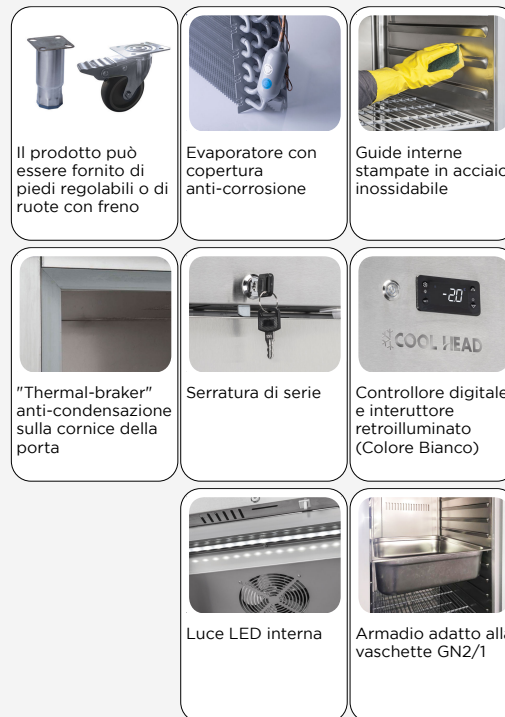 Il prodotto può
essere fornito di
piedi regolabili o di
ruote con freno
Evaporatore con
copertura
anti-corrosione
Guide interne
stampate in acciaio
inossidabile
"Thermal-braker"
anti-condensazione
sulla cornice della
porta
Serratura di serie
-20
COOL HEAD
Controllore digitale
e interuttore
retroilluminato
(Colore Bianco)
Luce LED interna
Armadio adatto alla
vaschette GN2/1